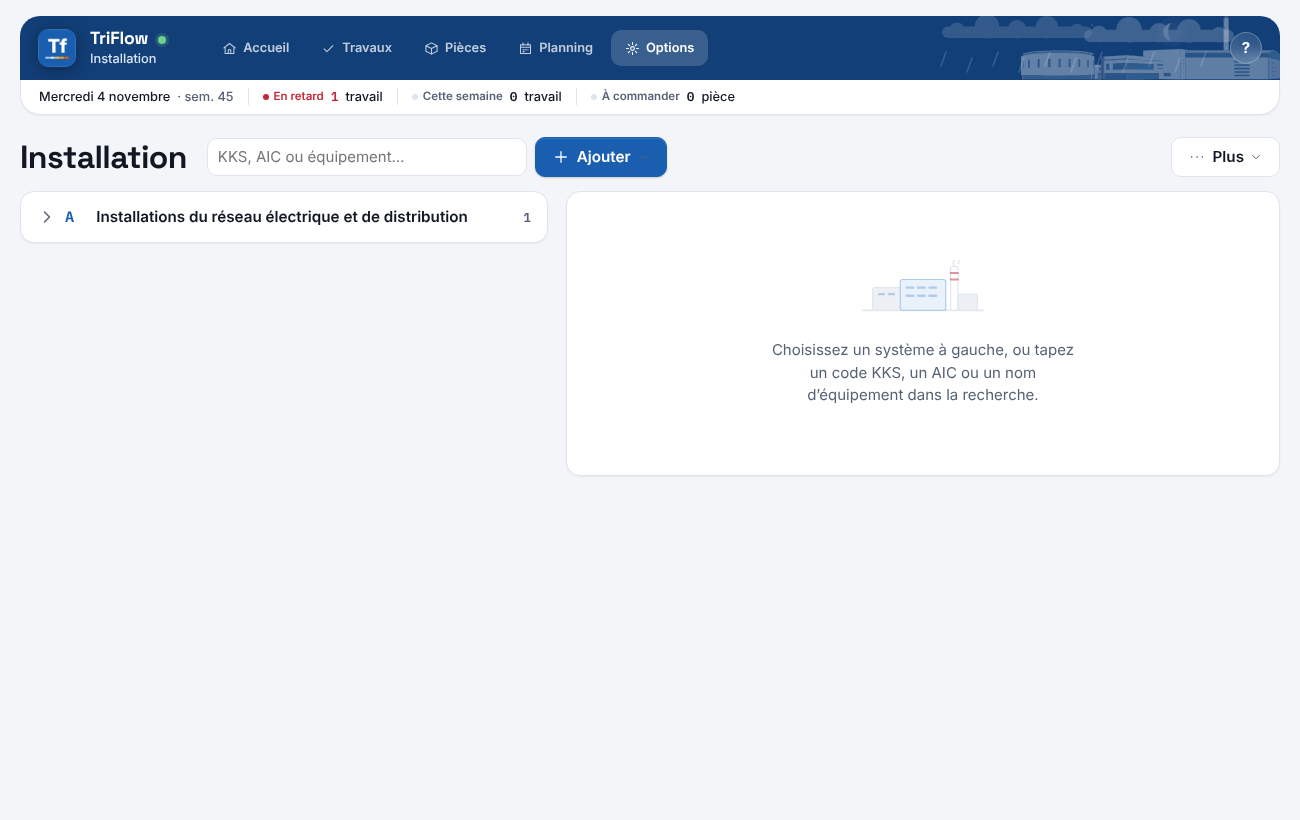 Tf
TriFlow
Installation
Accueil
Travaux
Pièces
Planning
Options
?
Mercredi 4 novembre · sem. 45
En retard 1 travail
Cette semaine 0 travail
À commander 0 pièce
Installation
KKS, AIC ou équipement...
+ Ajouter
··· Plus
A Installations du réseau électrique et de distribution 1
Choisissez un système à gauche, ou tapez
un code KKS, un AIC ou un nom
d’équipement dans la recherche.